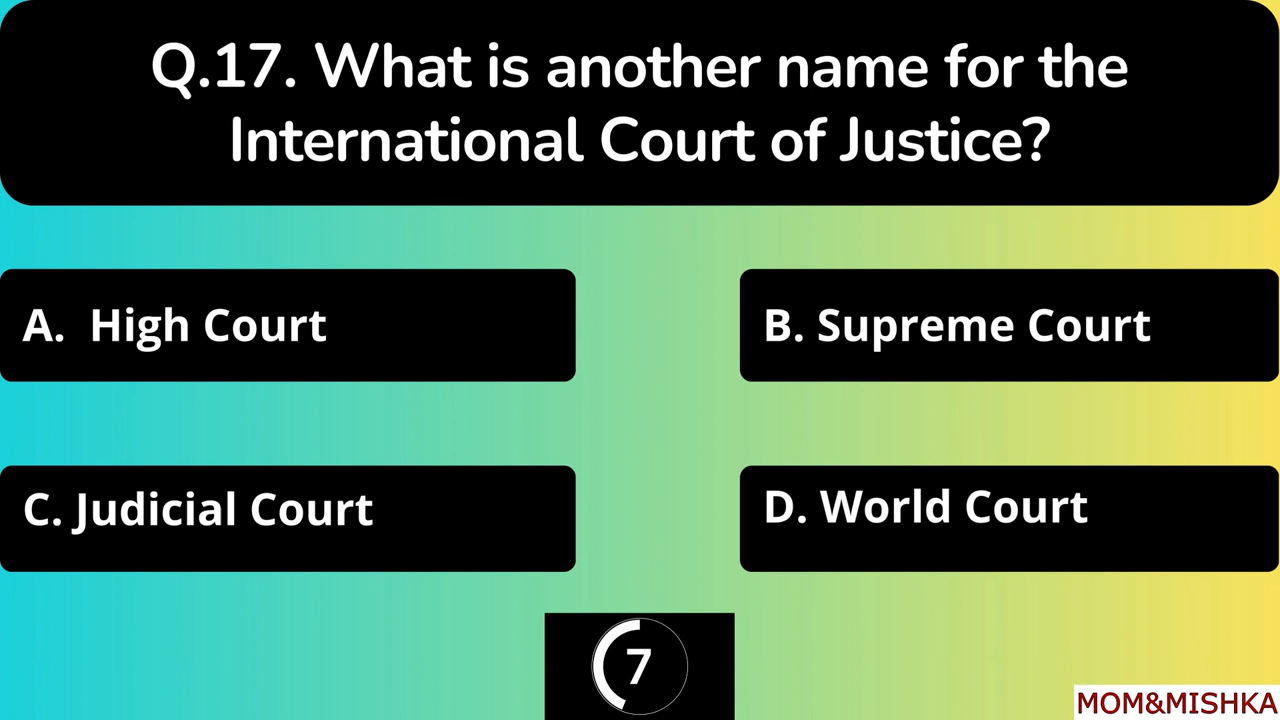 Q.17. What is another name for the
International Court of Justice?
A. High Court
B. Supreme Court
C. Judicial Court
D. World Court
7
MOM&MISHKA